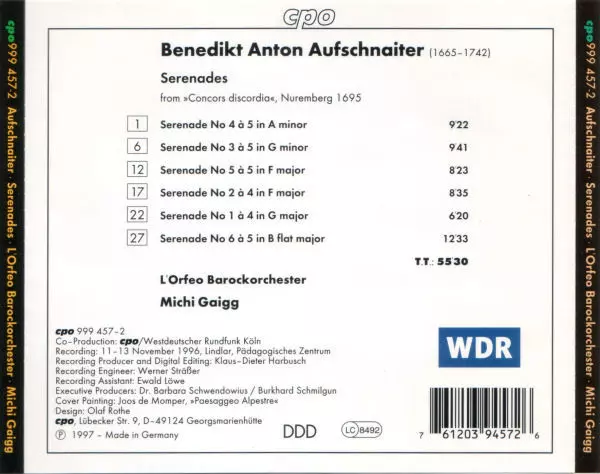 cpo
cpo 999 457-2 Aufschnaiter · Serenades · L'Orfeo Barockorchester · Michi Gaigg
Benedikt Anton Aufschnaiter (1665–1742)
Serenades
from »Concors discordia«, Nuremberg 1695
1 Serenade No 4 à 5 in A minor 9'22
6 Serenade No 3 à 5 in G minor 9'41
12 Serenade No 5 à 5 in F major 8'23
17 Serenade No 2 à 4 in F major 8'35
22 Serenade No 1 à 4 in G major 6'20
27 Serenade No 6 à 5 in B flat major 12'33
T.T.: 55'30
L'Orfeo Barockorchester
Michi Gaigg
cpo 999 457-2
Co-Production: cpo/Westdeutscher Rundfunk Köln
Recording: 11-13 November 1996, Lindlar, Pädagogisches Zentrum
Recording Producer and Digital Editing: Klaus-Dieter Harbusch
Recording Engineer: Werner Sträßer
Recording Assistant: Ewald Löwe
Executive Producers: Dr. Barbara Schwendowius / Burkhard Schmilgun
Cover Painting: Joos de Momper, »Paesaggeo Alpestre«
Design: Olaf Rothe
cpo, Lübecker Str. 9, D-49124 Georgsmarienhütte
℗ 1997 – Made in Germany
DDD
LC 8492
WDR
7 61203 94572 6
cpo 999 457-2 Aufschnaiter · Serenades · L'Orfeo Barockorchester · Michi Gaigg